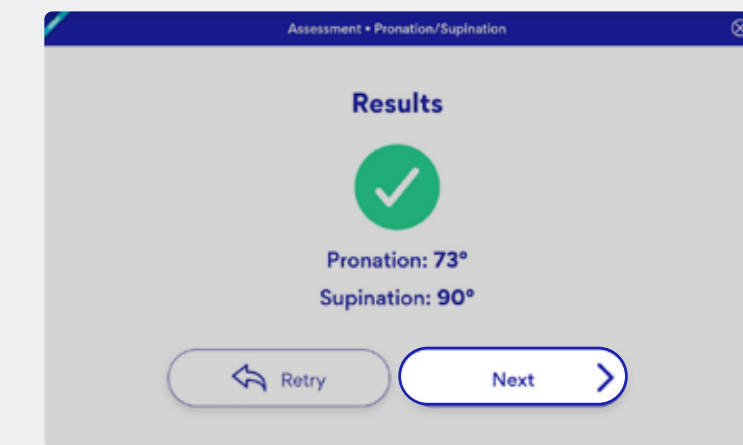 Assessment • Pronation/Supination
Results
Pronation: 73°
Supination: 90°
Retry
Next